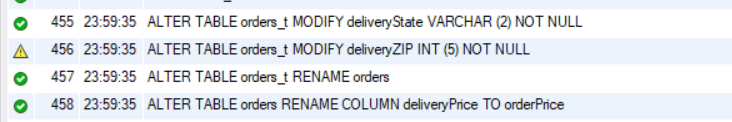 455 23:59:35 ALTER TABLE orders_t MODIFY deliveryState VARCHAR (2) NOT NULL
456 23:59:35 ALTER TABLE orders_t MODIFY deliveryZIP INT (5) NOT NULL
457 23:59:35 ALTER TABLE orders_t RENAME orders
458 23:59:35 ALTER TABLE orders RENAME COLUMN deliveryPrice TO orderPrice